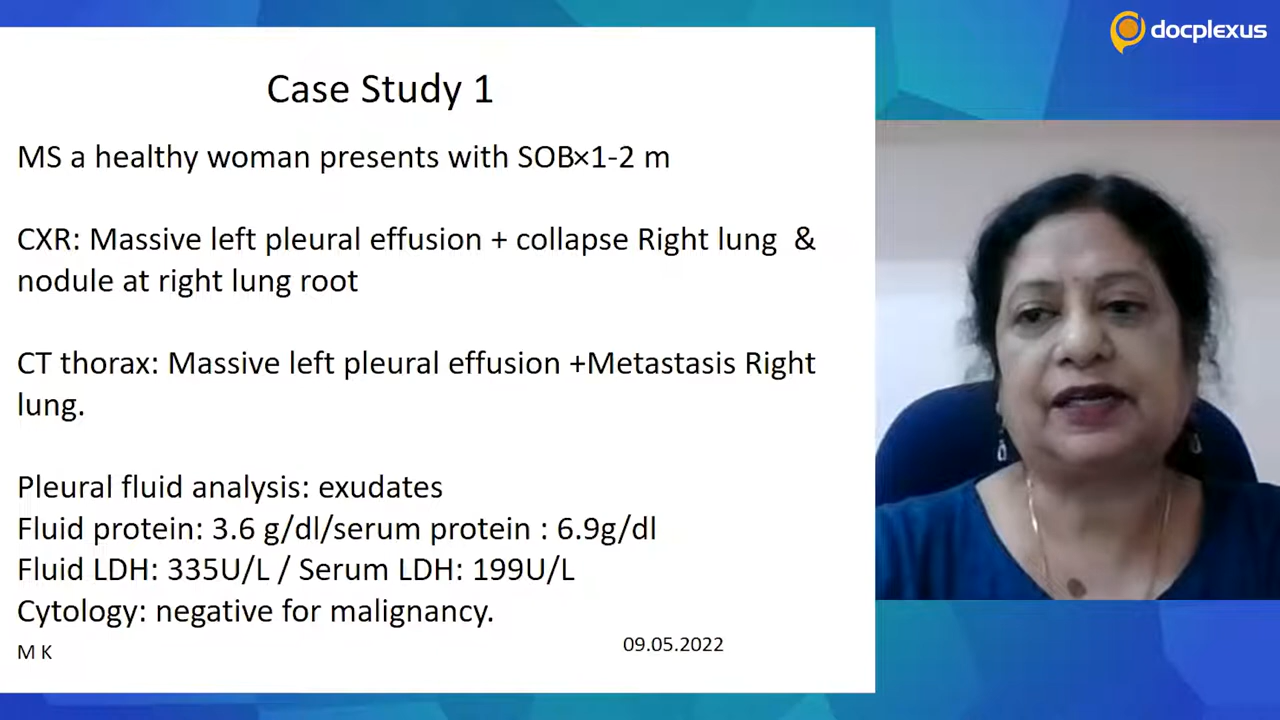 docplexus
Case Study 1
MS a healthy woman presents with SOB×1-2 m
CXR: Massive left pleural effusion + collapse Right lung &
nodule at right lung root
CT thorax: Massive left pleural effusion +Metastasis Right
lung.
Pleural fluid analysis: exudates
Fluid protein: 3.6 g/dl/serum protein : 6.9g/dl
Fluid LDH: 335U/L / Serum LDH: 199U/L
Cytology: negative for malignancy.
M K
09.05.2022